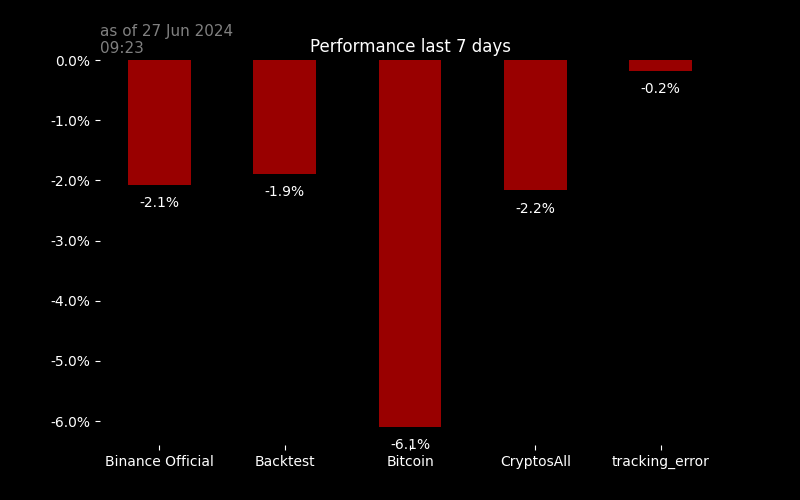 as of 27 Jun 2024
09:23
Performance last 7 days
0.0%
-1.0%
-2.0%
-3.0%
-4.0%
-5.0%
-6.0%
-2.1%
-1.9%
-6.1%
-2.2%
-0.2%
Binance Official
Backtest
Bitcoin
CryptosAll
tracking_error